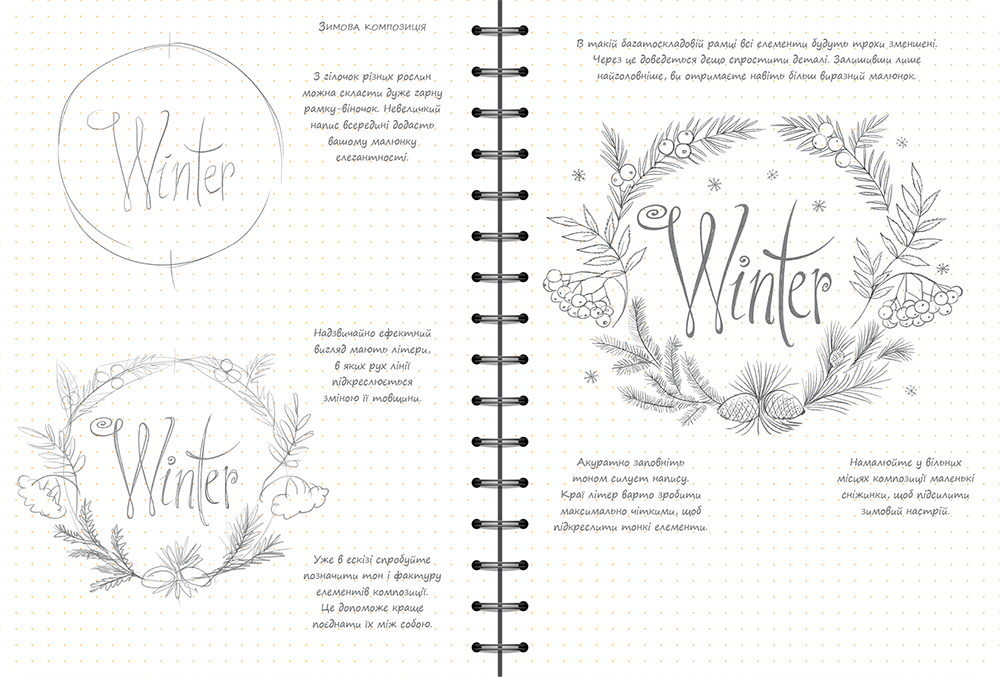 Зимова композиція
З гілочок різних рослин
можна скласти дуже гарну
рамку-віночок. Невеличкий
напис всередині додасть
вашому малюнку
елегантності.
Winter
Надзвичайно ефектний
вигляд мають літери,
в яких рух лінії
підкреслюється
зміною її товщини.
Winter
Уже в ескізі спробуйте
позначити тон і фактуру
елементів композиції.
Це допоможе краще
поєднати їх між собою.
В такій багатоскладовій рамці всі елементи будуть трохи зменшені.
Через це доведеться дещо спростити деталі. Залишивши лише
найголовніше, ви отримаєте навіть більш виразний малюнок.
Winter
Акуратно заповніть
тоном силует напису.
Краї літер варто зробити
максимально чіткими, щоб
підкреслити тонкі елементи.
Намалюйте у вільних
місцях композиції маленькі
сніжинки, щоб підсилити
зимовий настрій.